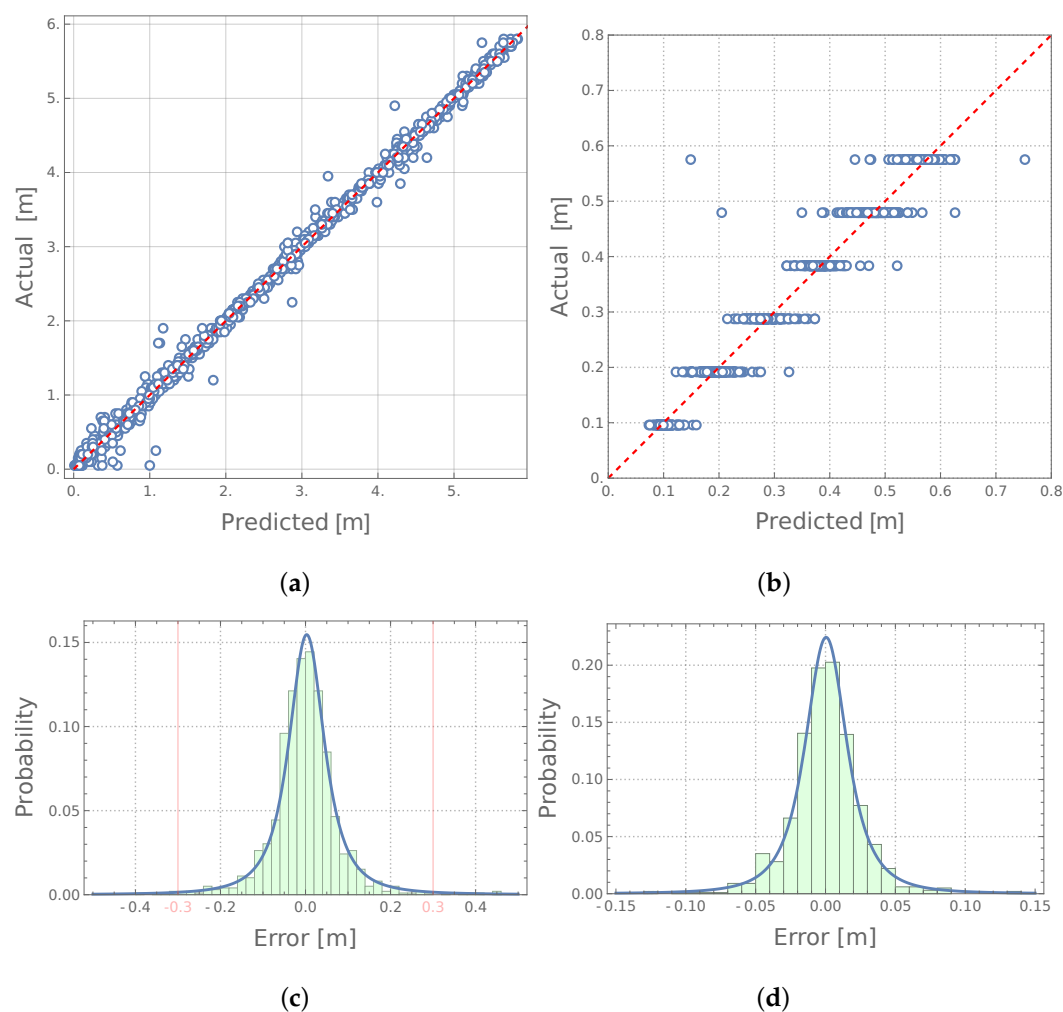 6.
5.
4.
3.
2.
1.
0.
Actual [m]
0. 1. 2. 3. 4. 5.
Predicted [m]
(a)
0.8
0.7
0.6
0.5
0.4
0.3
0.2
0.1
0.
Actual [m]
0. 0.1 0.2 0.3 0.4 0.5 0.6 0.7 0.8
Predicted [m]
(b)
0.15
0.10
0.05
0.00
Probability
-0.4 -0.3 -0.2 0.0 0.2 0.3 0.4
Error [m]
(c)
0.20
0.15
0.10
0.05
0.00
Probability
-0.15 -0.10 -0.05 0.00 0.05 0.10 0.15
Error [m]
(d)